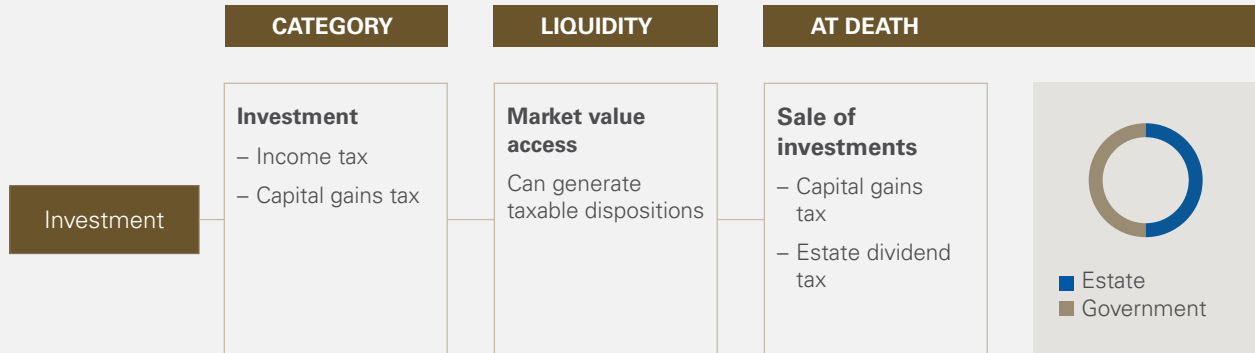 CATEGORY
LIQUIDITY
AT DEATH
Investment
Investment
– Income tax
– Capital gains tax
Market value
access
Can generate
taxable dispositions
Sale of
investments
– Capital gains
tax
– Estate dividend
tax
Estate
Government